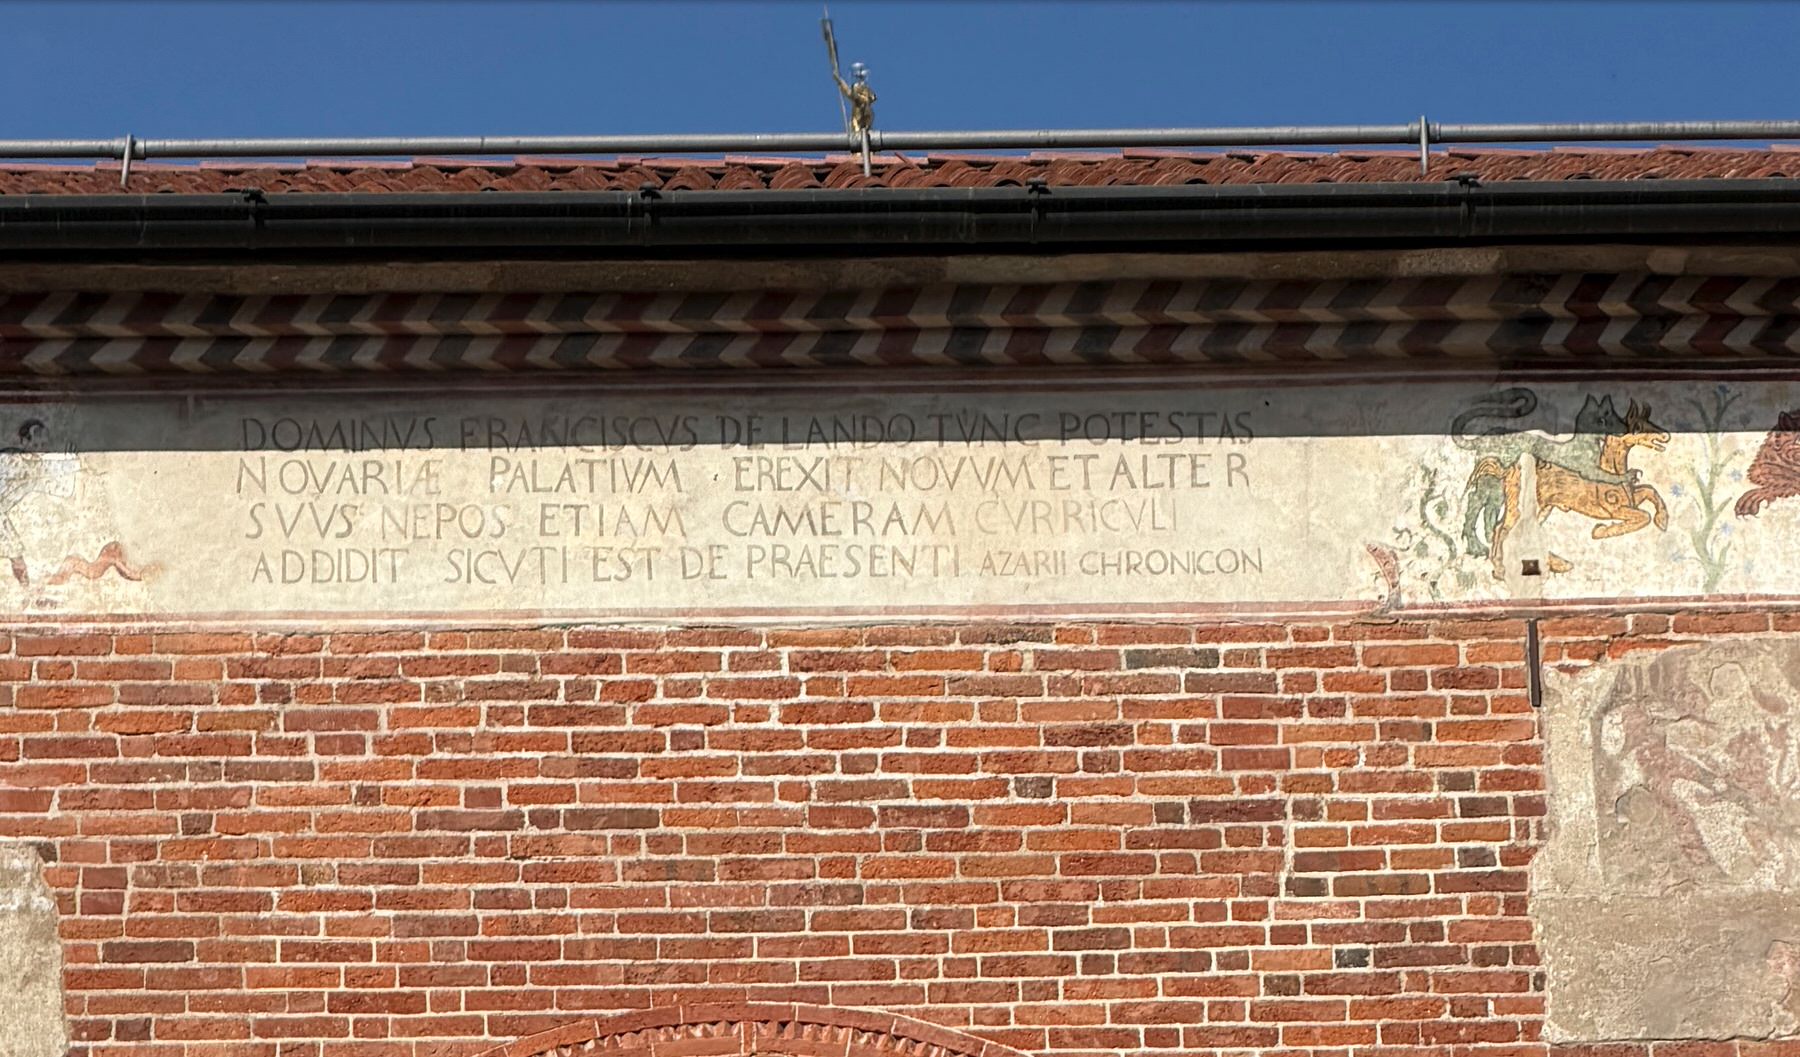 DOMINVS FRANCISCVS DE LANDO TVNC POTESTAS
NOVARIÆ PALATIVM EREXIT NOVVM ET ALTER
SVVS NEPOS ETIAM CAMERAM CVRRICVLI
ADDIDIT SICVTI EST DE PRAESENTI AZARII CHRONICON